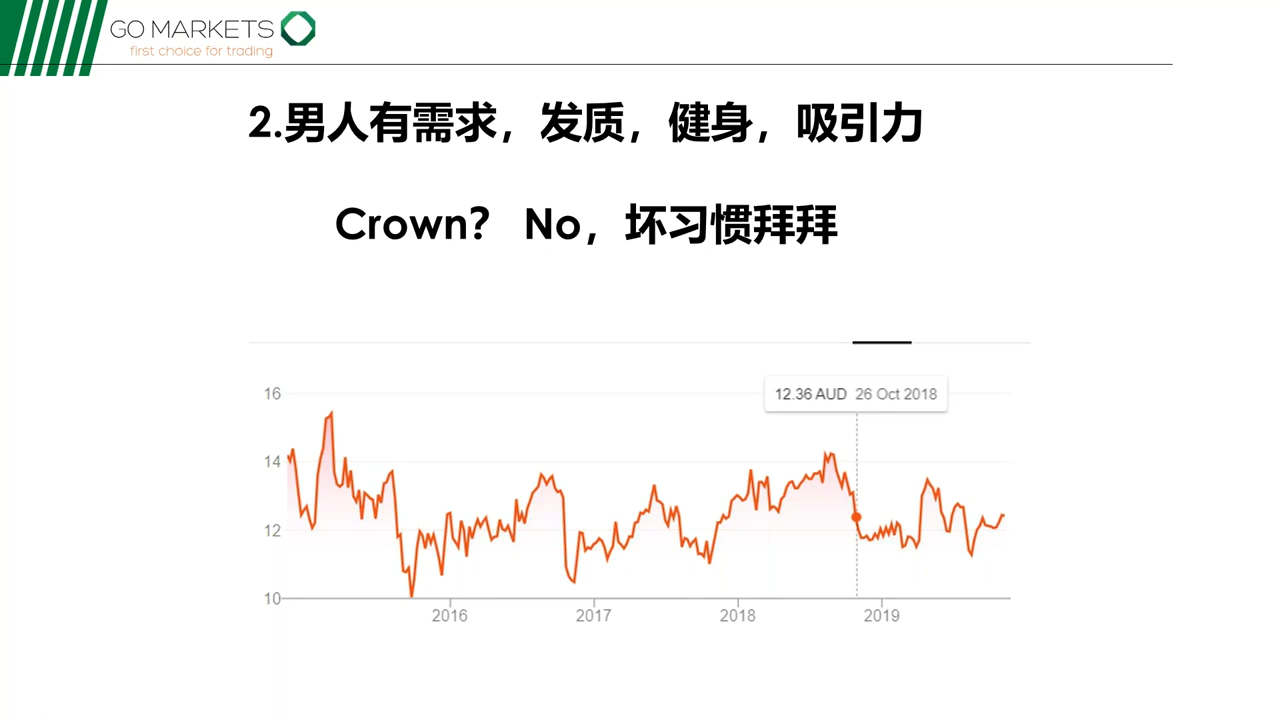 GO MARKETS
first choice for trading
2.男人有需求，发质，健身，吸引力
Crown？ No，坏习惯拜拜
12.36 AUD 26 Oct 2018
16
14
12
10
2016 2017 2018 2019